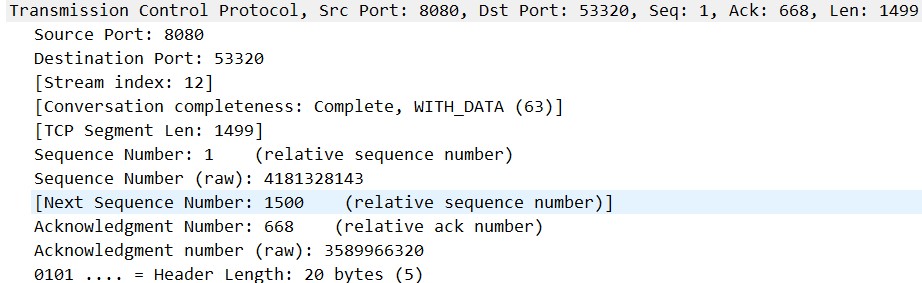 Transmission Control Protocol, Src Port: 8080, Dst Port: 53320, Seq: 1, Ack: 668, Len: 1499
Source Port: 8080
Destination Port: 53320
[Stream index: 12]
[Conversation completeness: Complete, WITH_DATA (63)]
[TCP Segment Len: 1499]
Sequence Number: 1    (relative sequence number)
Sequence Number (raw): 4181328143
[Next Sequence Number: 1500    (relative sequence number)]
Acknowledgment Number: 668    (relative ack number)
Acknowledgment number (raw): 3589966320
0101 .... = Header Length: 20 bytes (5)